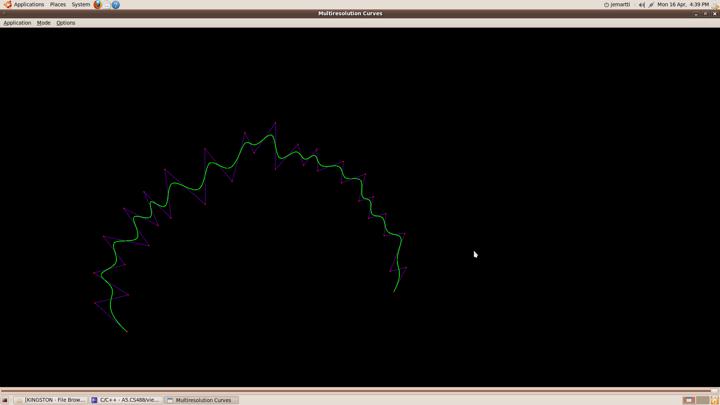 Applications Places System jemartti Mon 16 Apr, 4:39 PM
Multiresolution Curves
Application Mode Options
[KINGSTON - File Brow... C/C++ - A5.CS488/vie... Multiresolution Curves